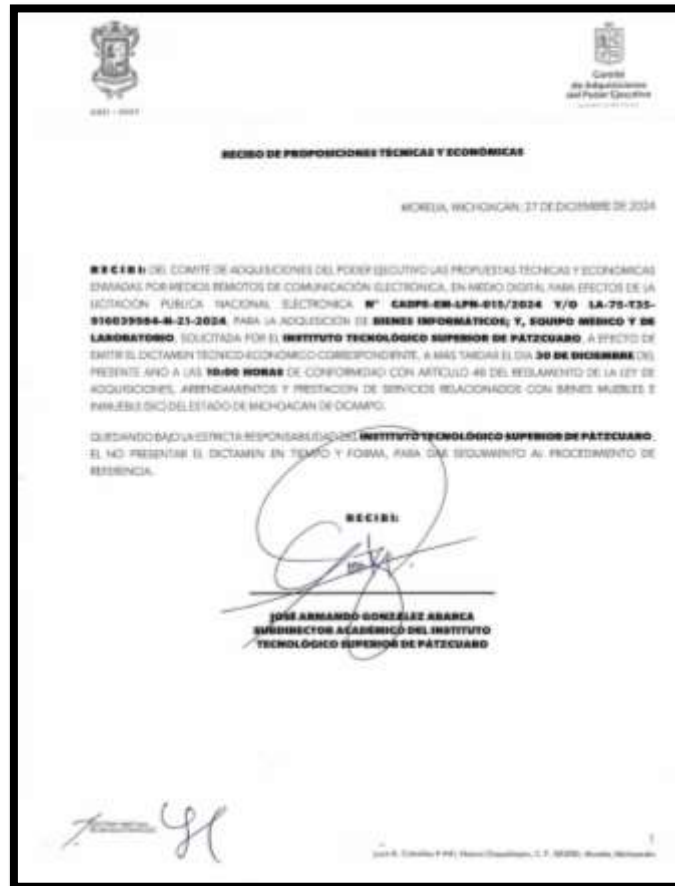 Comité
de Adquisiciones
del Poder Ejecutivo
RECIBO DE PROPOSICIONES TÉCNICAS Y ECONÓMICAS
MORELIA, MICHOACÁN; 27 DE DICIEMBRE DE 2024
RECIBI: DEL COMITÉ DE ADQUISICIONES DEL PODER EJECUTIVO LAS PROPUESTAS TÉCNICAS Y ECONÓMICAS
ENVIADAS POR MEDIOS REMOTOS DE COMUNICACIÓN ELECTRÓNICA, EN MEDIO DIGITAL PARA EFECTOS DE LA
LICITACIÓN PÚBLICA NACIONAL ELECTRÓNICA N° CADPE-EM-LPN-015/2024 Y/O LA-75-T35-
916039984-N-21-2024, PARA LA ADQUISICIÓN DE BIENES INFORMÁTICOS; Y, EQUIPO MÉDICO Y DE
LABORATORIO, SOLICITADA POR EL INSTITUTO TECNOLÓGICO SUPERIOR DE PÁTZCUARO, A EFECTO DE
EMITIR EL DICTAMEN TÉCNICO-ECONÓMICO CORRESPONDIENTE, A MÁS TARDAR EL DÍA 30 DE DICIEMBRE DEL
PRESENTE AÑO A LAS 10:00 HORAS DE CONFORMIDAD CON ARTÍCULO 48 DEL REGLAMENTO DE LA LEY DE
ADQUISICIONES, ARRENDAMIENTOS Y PRESTACIÓN DE SERVICIOS RELACIONADOS CON BIENES MUEBLES E
INMUEBLES DEL ESTADO DE MICHOACÁN DE OCAMPO.
QUEDANDO BAJO LA ESTRICTA RESPONSABILIDAD DEL INSTITUTO TECNOLÓGICO SUPERIOR DE PÁTZCUARO,
EL NO PRESENTAR EL DICTAMEN EN TIEMPO Y FORMA, PARA DAR SEGUIMIENTO AL PROCEDIMIENTO DE
REFERENCIA.
RECIBI:
JOSÉ ARMANDO GONZÁLEZ ABARCA
SUBDIRECTOR ACADÉMICO DEL INSTITUTO
TECNOLÓGICO SUPERIOR DE PÁTZCUARO
1